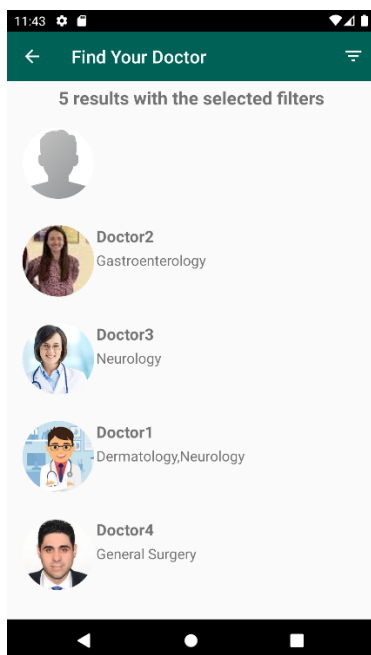 11:43
Find Your Doctor
5 results with the selected filters
Doctor2
Gastroenterology
Doctor3
Neurology
Doctor1
Dermatology,Neurology
Doctor4
General Surgery